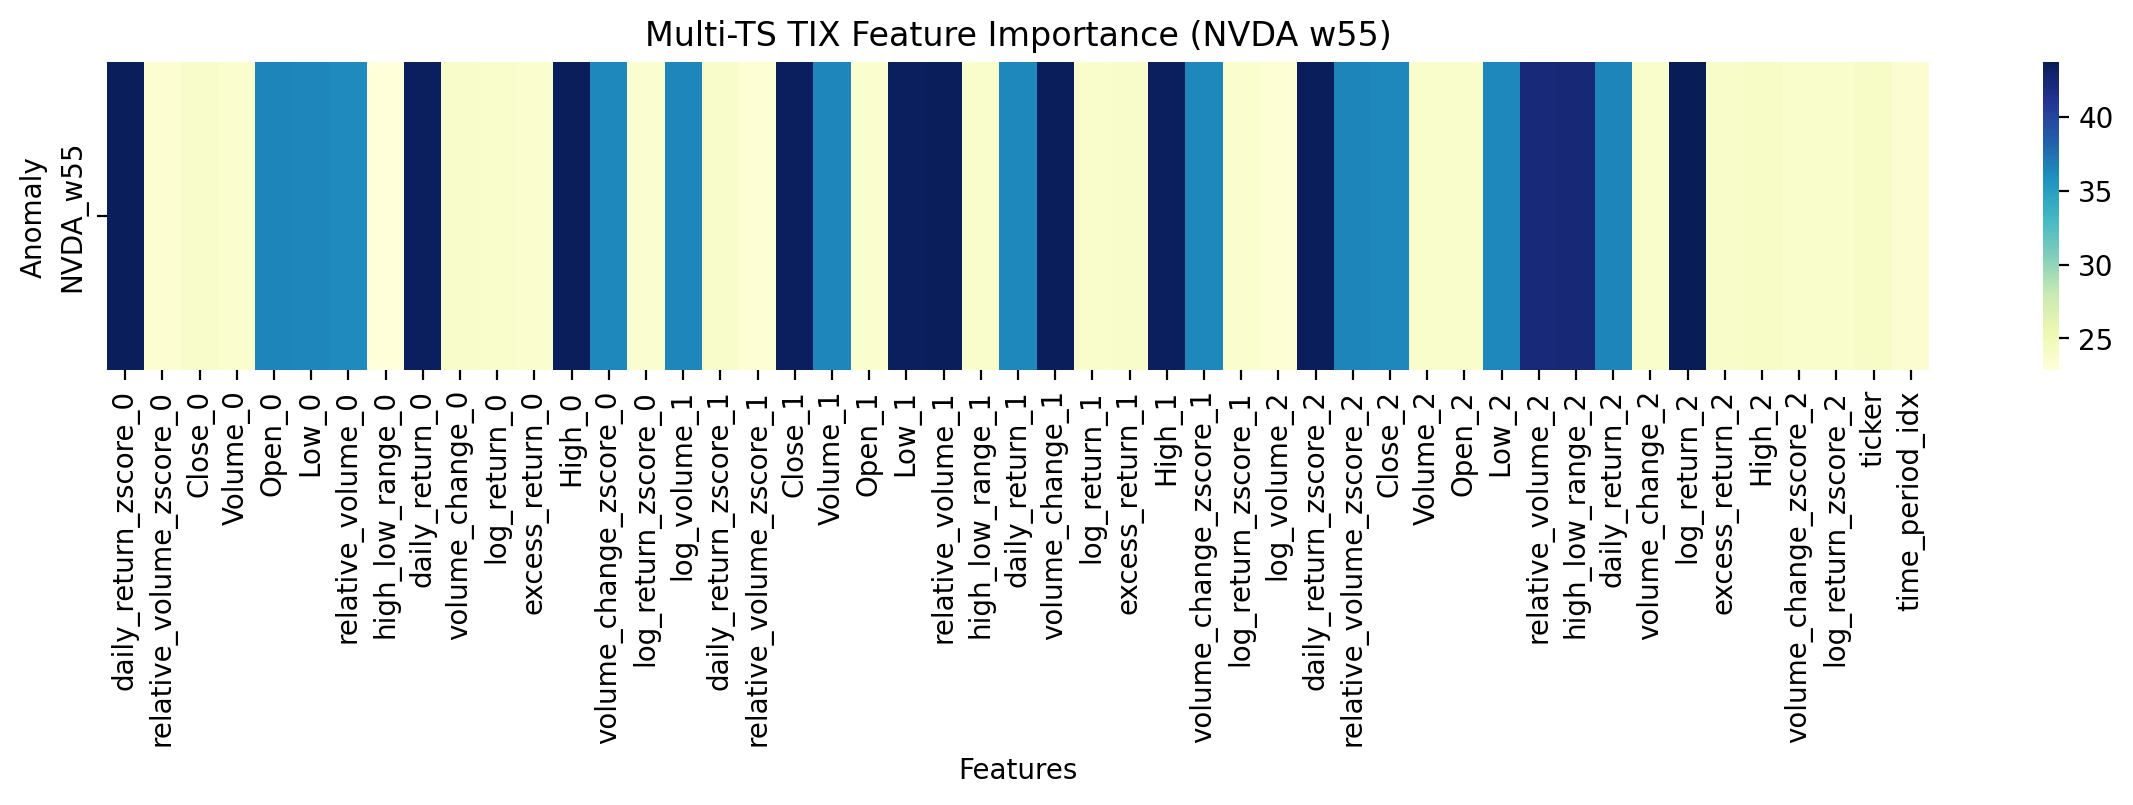 Multi-TS TIX Feature Importance (NVDA w55)
Anomaly
NVDA_w55
40
35
30
25
daily_return_zscore_0
relative_volume_zscore_0
Close_0
Volume_0
Open_0
Low_0
relative_volume_0
high_low_range_0
daily_return_0
volume_change_0
log_return_0
excess_return_0
High_0
volume_change_zscore_0
log_return_zscore_0
log_volume_1
daily_return_zscore_1
relative_volume_zscore_1
Close_1
Volume_1
Open_1
Low_1
relative_volume_1
high_low_range_1
daily_return_1
volume_change_1
log_return_1
excess_return_1
High_1
volume_change_zscore_1
log_return_zscore_1
log_volume_2
daily_return_zscore_2
relative_volume_zscore_2
Close_2
Volume_2
Open_2
Low_2
relative_volume_2
high_low_range_2
daily_return_2
volume_change_2
log_return_2
excess_return_2
High_2
volume_change_zscore_2
log_return_zscore_2
ticker
time_period_idx
Features